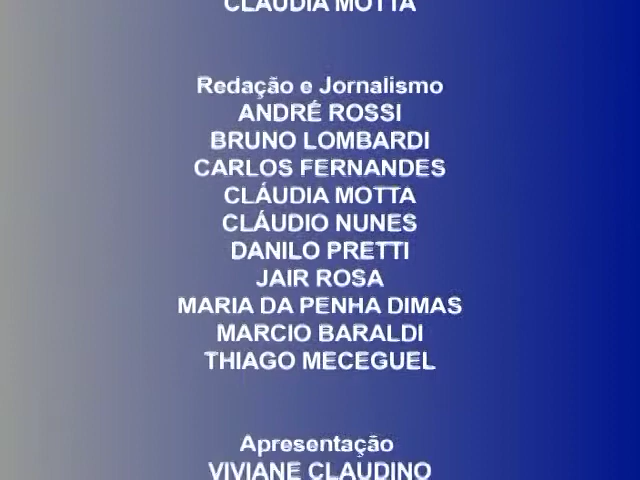 CLÁUDIA MOTTA
Redação e Jornalismo
ANDRÉ ROSSI
BRUNO LOMBARDI
CARLOS FERNANDES
CLÁUDIA MOTTA
CLÁUDIO NUNES
DANILO PRETTI
JAIR ROSA
MARIA DA PENHA DIMAS
MARCIO BARALDI
THIAGO MECEGUEL
Apresentação
VIVIANE CLAUDINO